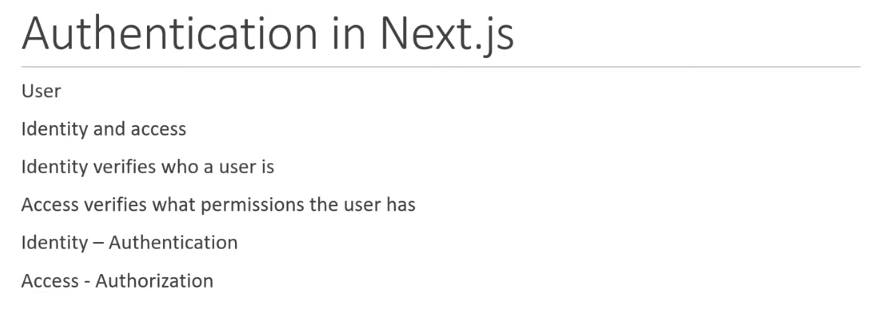 Authentication in Next.js
User
Identity and access
Identity verifies who a user is
Access verifies what permissions the user has
Identity – Authentication
Access - Authorization